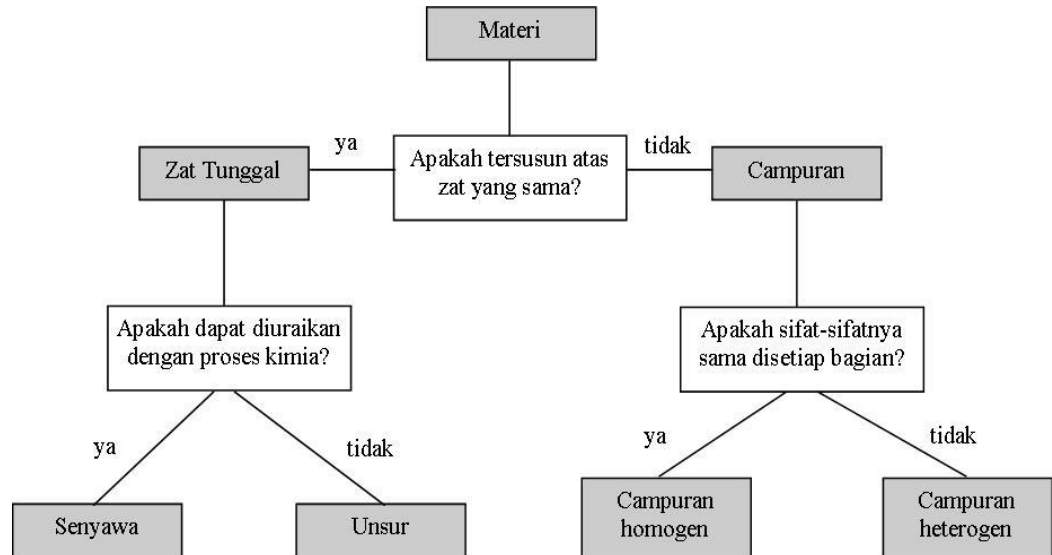 Materi
ya
Apakah tersusun atas
zat yang sama?
tidak
Zat Tunggal
Campuran
Apakah dapat diuraikan
dengan proses kimia?
Apakah sifat-sifatnya
sama disetiap bagian?
ya
tidak
ya
tidak
Senyawa
Unsur
Campuran
homogen
Campuran
heterogen